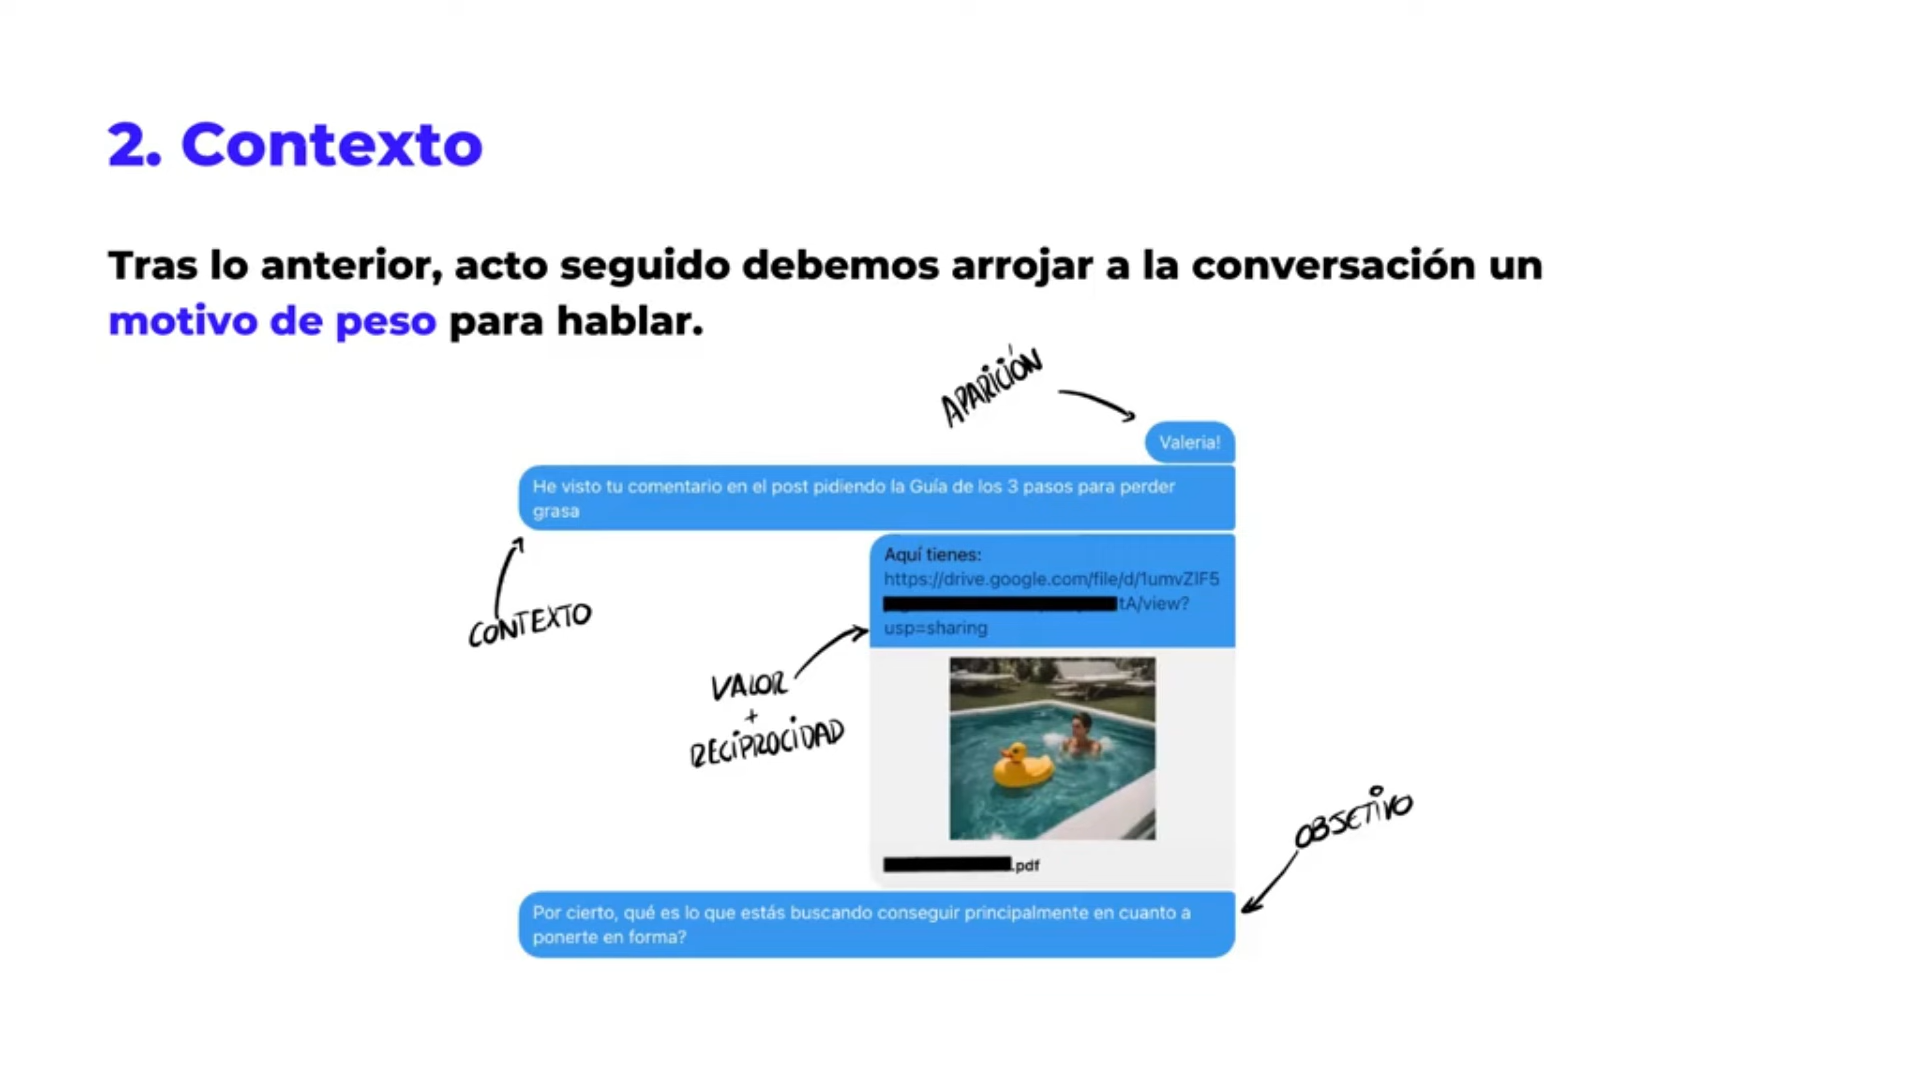 2. Contexto
Tras lo anterior, acto seguido debemos arrojar a la conversación un
motivo de peso para hablar.
APARICIÓN
Valeria!
He visto tu comentario en el post pidiendo la Guía de los 3 pasos para perder
grasa
CONTEXTO
Aquí tienes:
https://drive.google.com/file/d/1umvZIF5
tA/view?
usp=sharing
VALOR
+
RECIPROCIDAD
.pdf
OBJETIVO
Por cierto, qué es lo que estás buscando conseguir principalmente en cuanto a
ponerte en forma?